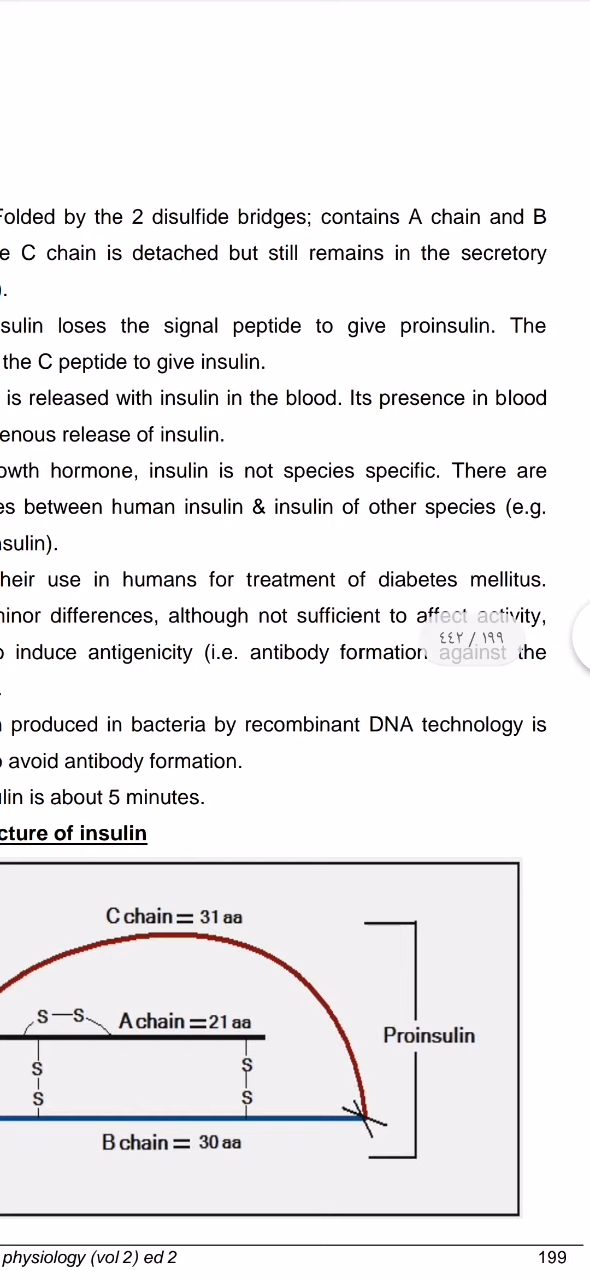 Folded by the 2 disulfide bridges; contains A chain and B
e C chain is detached but still remains in the secretory
).
sulin loses the signal peptide to give proinsulin. The
the C peptide to give insulin.
is released with insulin in the blood. Its presence in blood
enous release of insulin.
owth hormone, insulin is not species specific. There are
es between human insulin & insulin of other species (e.g.
nsulin).
their use in humans for treatment of diabetes mellitus.
minor differences, although not sufficient to affect activity,
o induce antigenicity (i.e. antibody formation against the
٤٤٢ / ١٩٩
.
n produced in bacteria by recombinant DNA technology is
o avoid antibody formation.
ulin is about 5 minutes.
cture of insulin
C chain = 31 aa
S—S
A chain =21 aa
Proinsulin
S S
S S
B chain = 30 aa
physiology (vol 2) ed 2 199